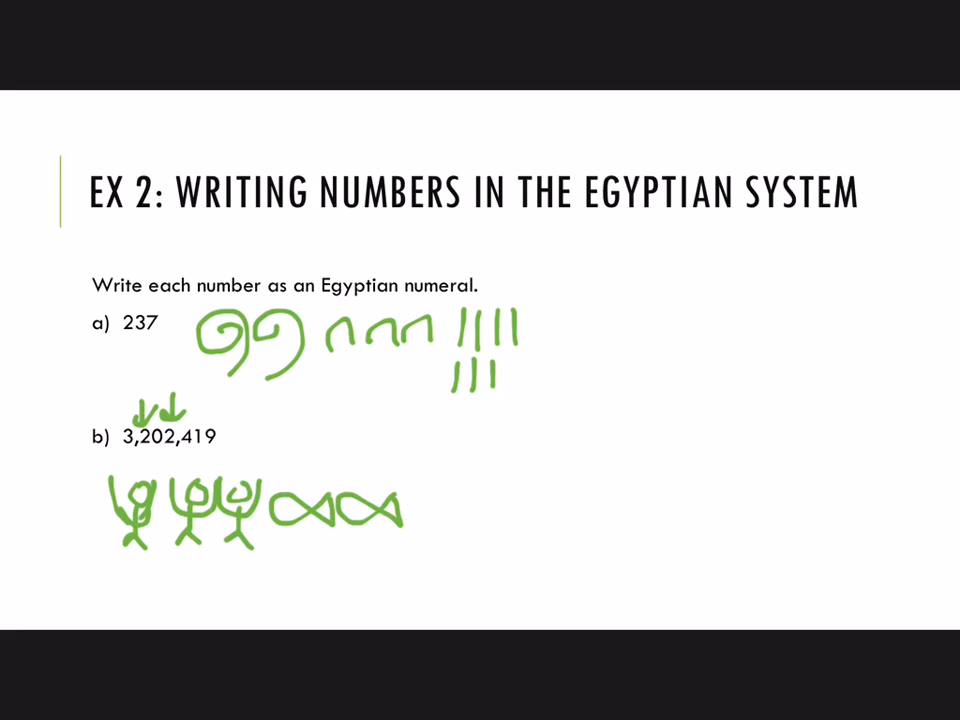 EX 2: WRITING NUMBERS IN THE EGYPTIAN SYSTEM
Write each number as an Egyptian numeral.
a) 237
b) 3,202,419